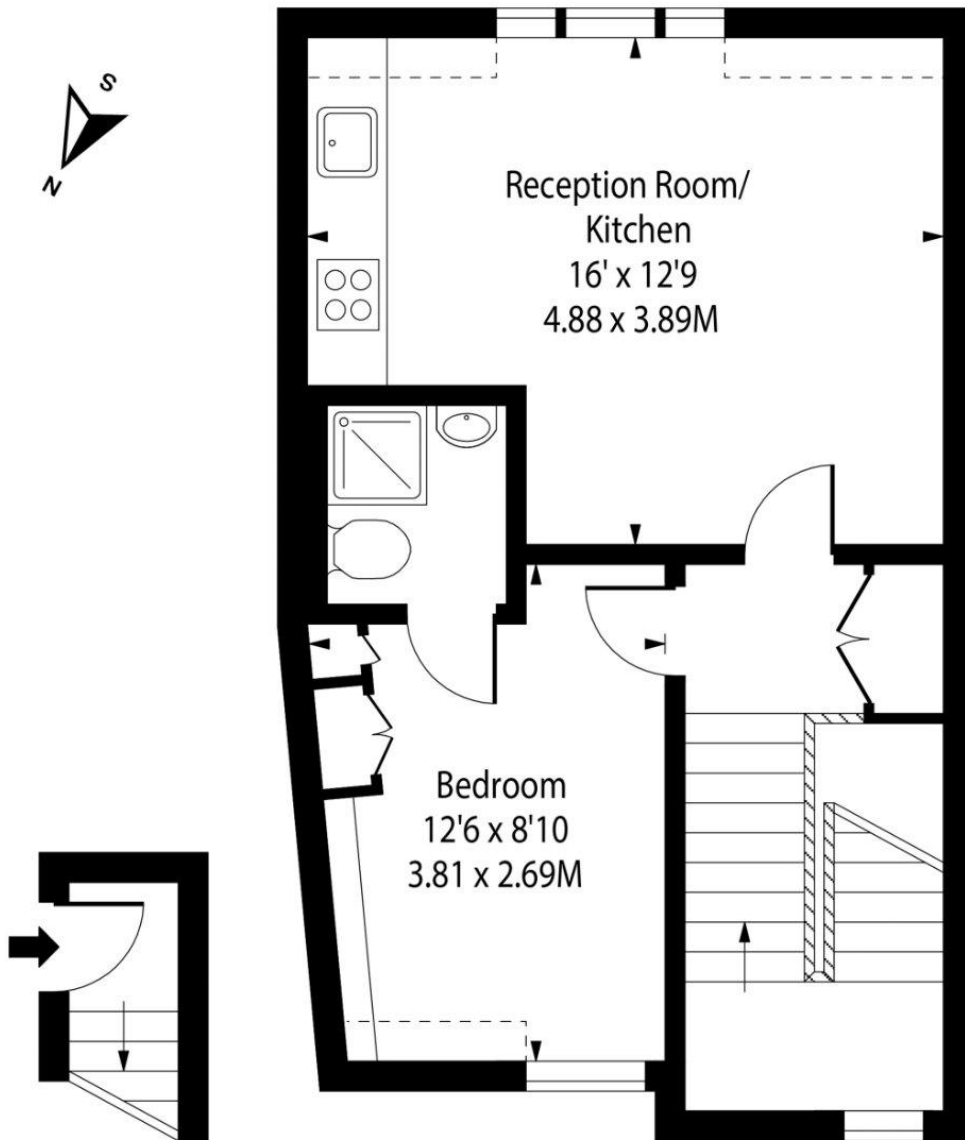 S
N
Reception Room/
Kitchen
16' x 12'9
4.88 x 3.89M
Bedroom
12'6 x 8'10
3.81 x 2.69M